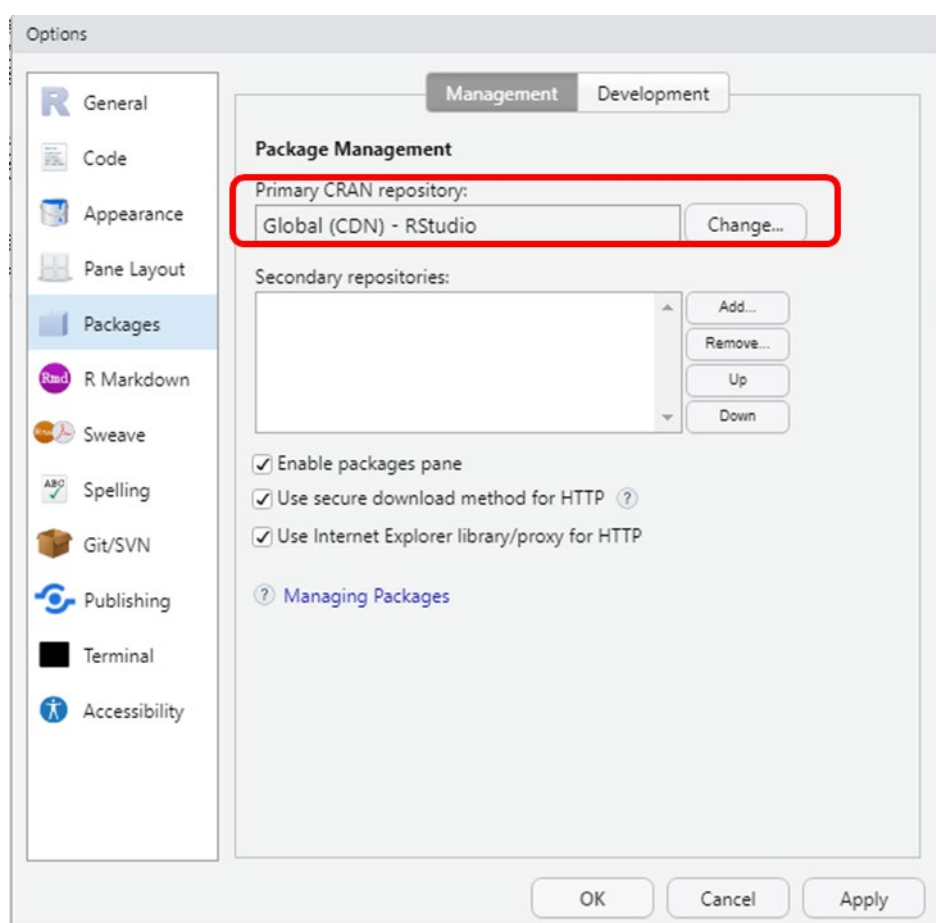 Options
General
Code
Appearance
Pane Layout
Packages
Rmd R Markdown
Sweave
ABC Spelling
Git/SVN
Publishing
Terminal
Accessibility
Management Development
Package Management
Primary CRAN repository:
Global (CDN) - RStudio Change...
Secondary repositories:
Add...
Remove...
Up
Down
Enable packages pane
Use secure download method for HTTP ?
Use Internet Explorer library/proxy for HTTP
? Managing Packages
OK Cancel Apply